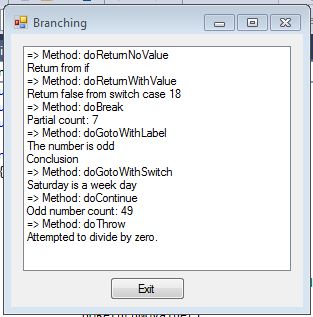 Branching
=> Method: doReturnNoValue
Return from if
=> Method: doReturnWithValue
Return false from switch case 18
=> Method: doBreak
Partial count: 7
=> Method: doGotoWithLabel
The number is odd
Conclusion
=> Method: doGotoWithSwitch
Saturday is a week day
=> Method: doContinue
Odd number count: 49
=> Method: doThrow
Attempted to divide by zero.
Exit